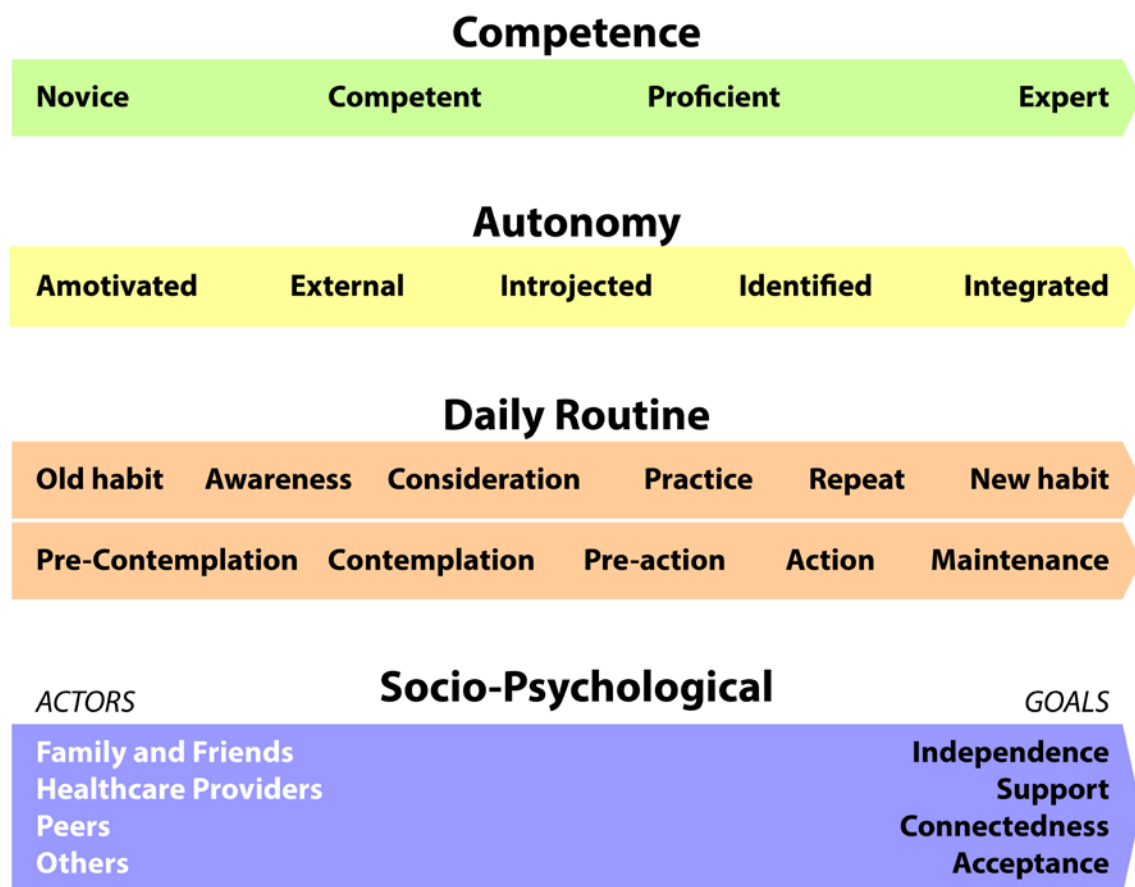 Competence
Novice Competent Proficient Expert
Autonomy
Amotivated External Introjected Identified Integrated
Daily Routine
Old habit Awareness Consideration Practice Repeat New habit
Pre-Contemplation Contemplation Pre-action Action Maintenance
ACTORS Socio-Psychological GOALS
Family and Friends Independence
Healthcare Providers Support
Peers Connectedness
Others Acceptance